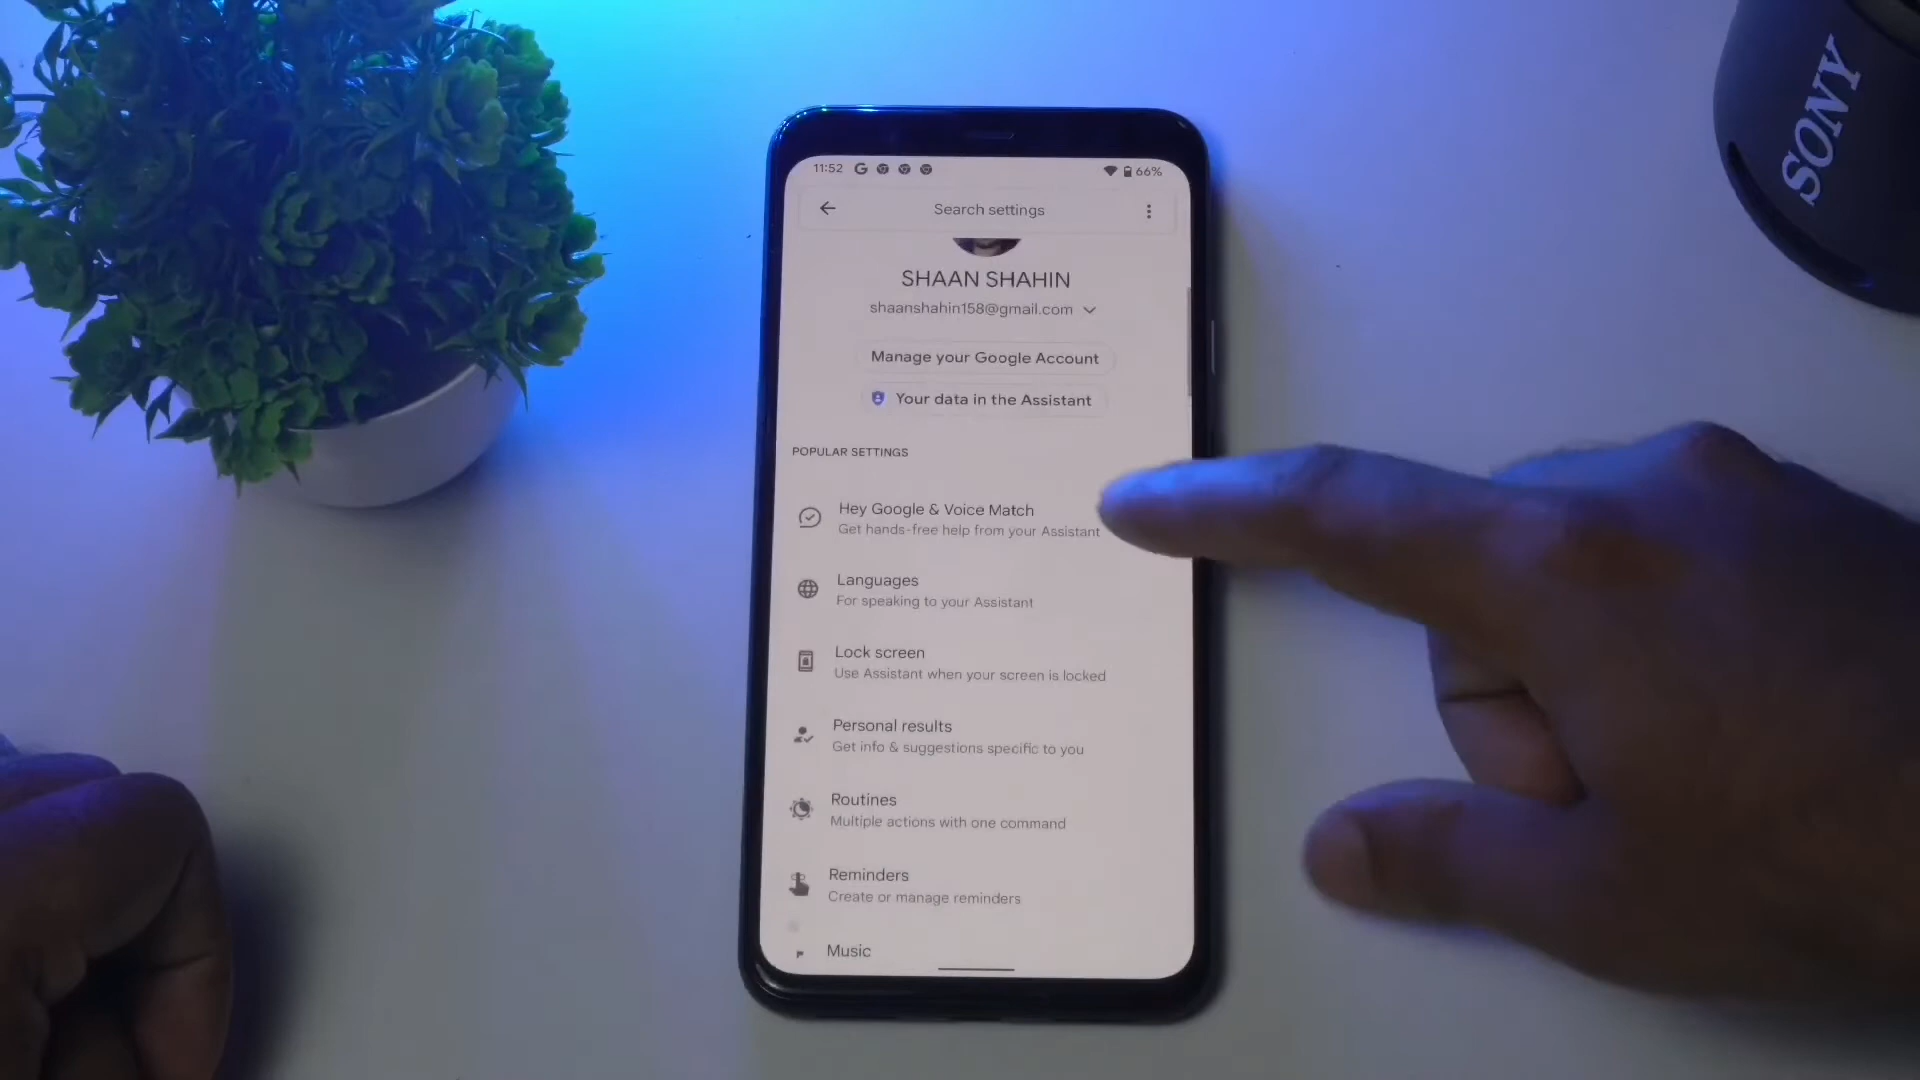 SONY
11:52
66%
Search settings
SHAAN SHAHIN
shaanshahin158@gmail.com
Manage your Google Account
Your data in the Assistant
POPULAR SETTINGS
Hey Google & Voice Match
Get hands-free help from your Assistant
Languages
For speaking to your Assistant
Lock screen
Use Assistant when your screen is locked
Personal results
Get info & suggestions specific to you
Routines
Multiple actions with one command
Reminders
Create or manage reminders
Music